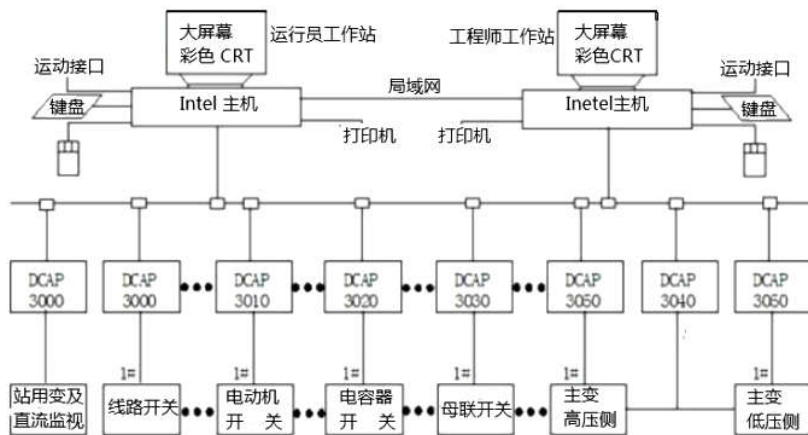 大屏幕
彩色 CRT
运行员工作站
工程师工作站
大屏幕
彩色CRT
运动接口
键盘
Intel 主机
局域网
Inetel主机
运动接口
键盘
打印机
打印机
DCAP
3000
DCAP
3000
DCAP
3010
DCAP
3020
DCAP
3030
DCAP
3050
DCAP
3040
DCAP
3050
1#
1#
1#
1#
1#
1#
站用变及
直流监视
线路开关
电动机
开 关
电容器
开 关
母联开关
主变
高压侧
主变
低压侧